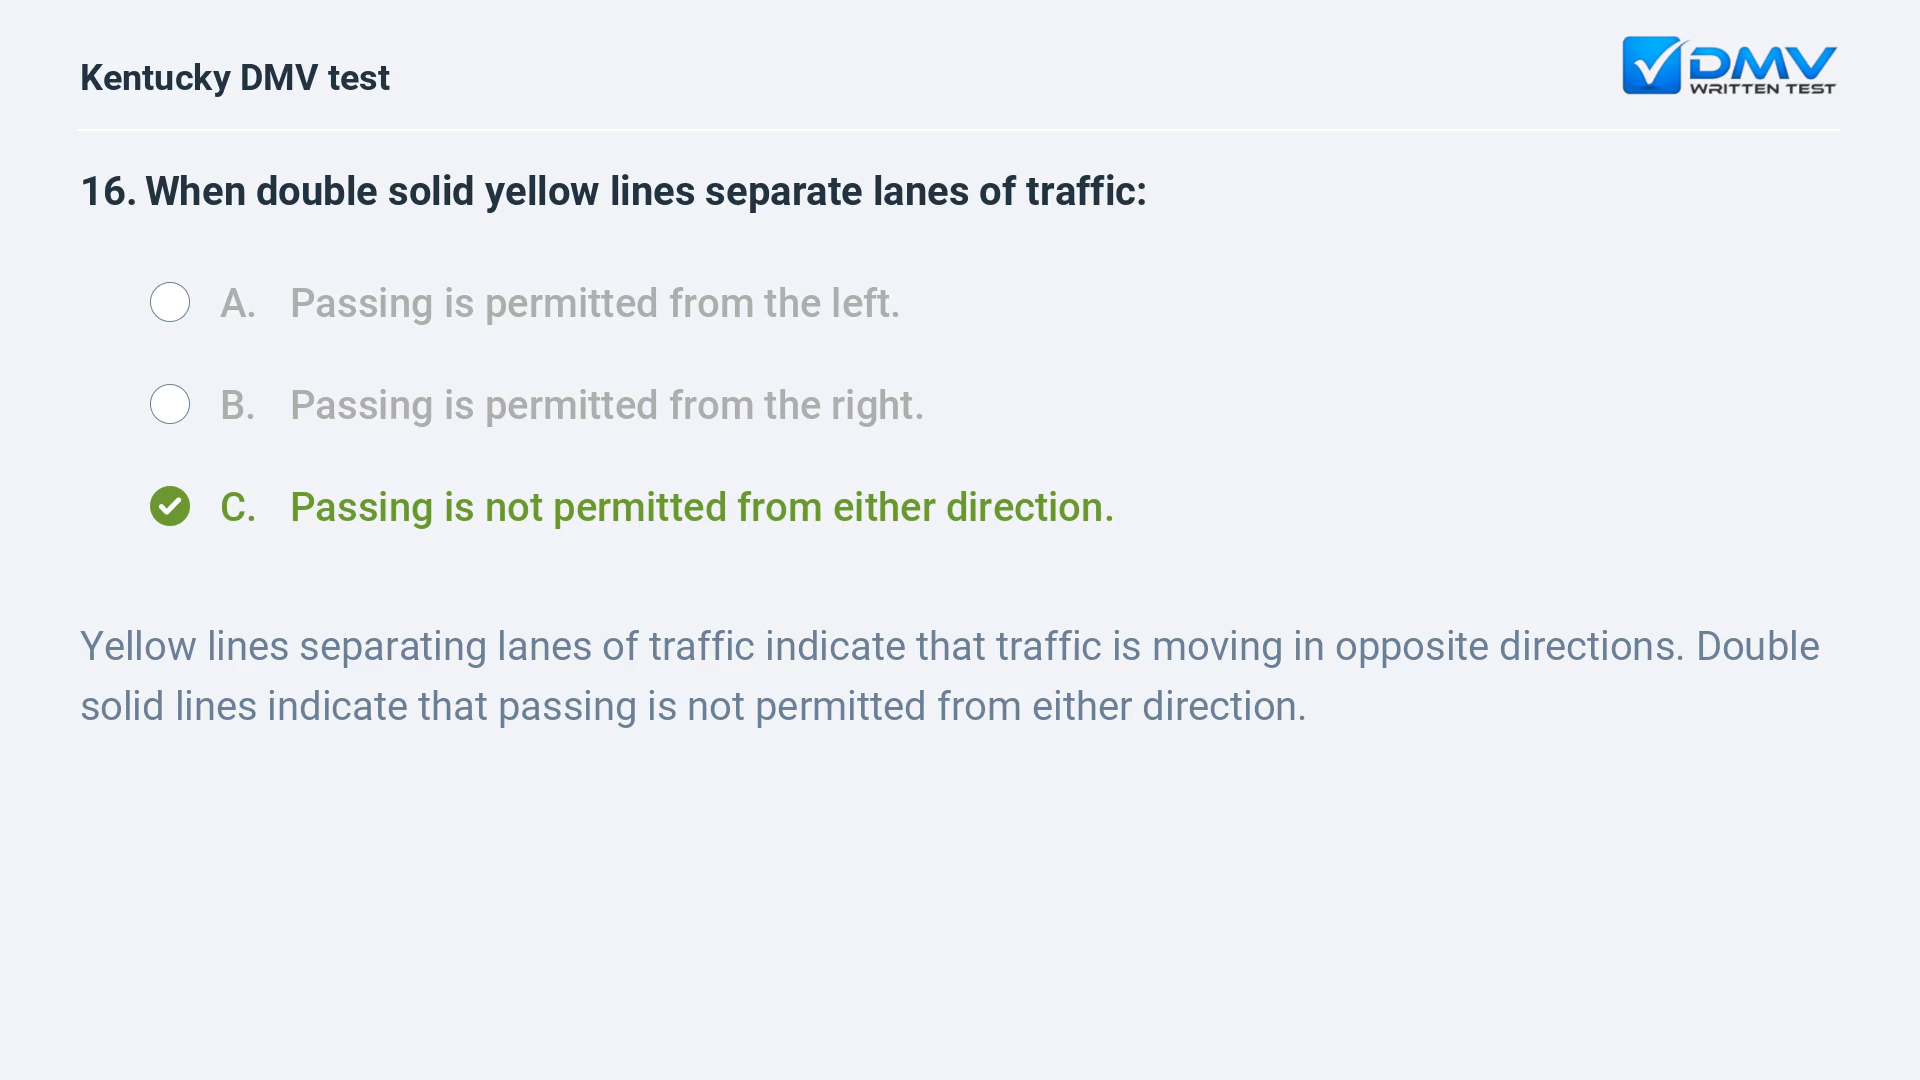 Kentucky DMV test
DMV
WRITTEN TEST
16. When double solid yellow lines separate lanes of traffic:
A. Passing is permitted from the left.
B. Passing is permitted from the right.
C. Passing is not permitted from either direction.
Yellow lines separating lanes of traffic indicate that traffic is moving in opposite directions. Double
solid lines indicate that passing is not permitted from either direction.